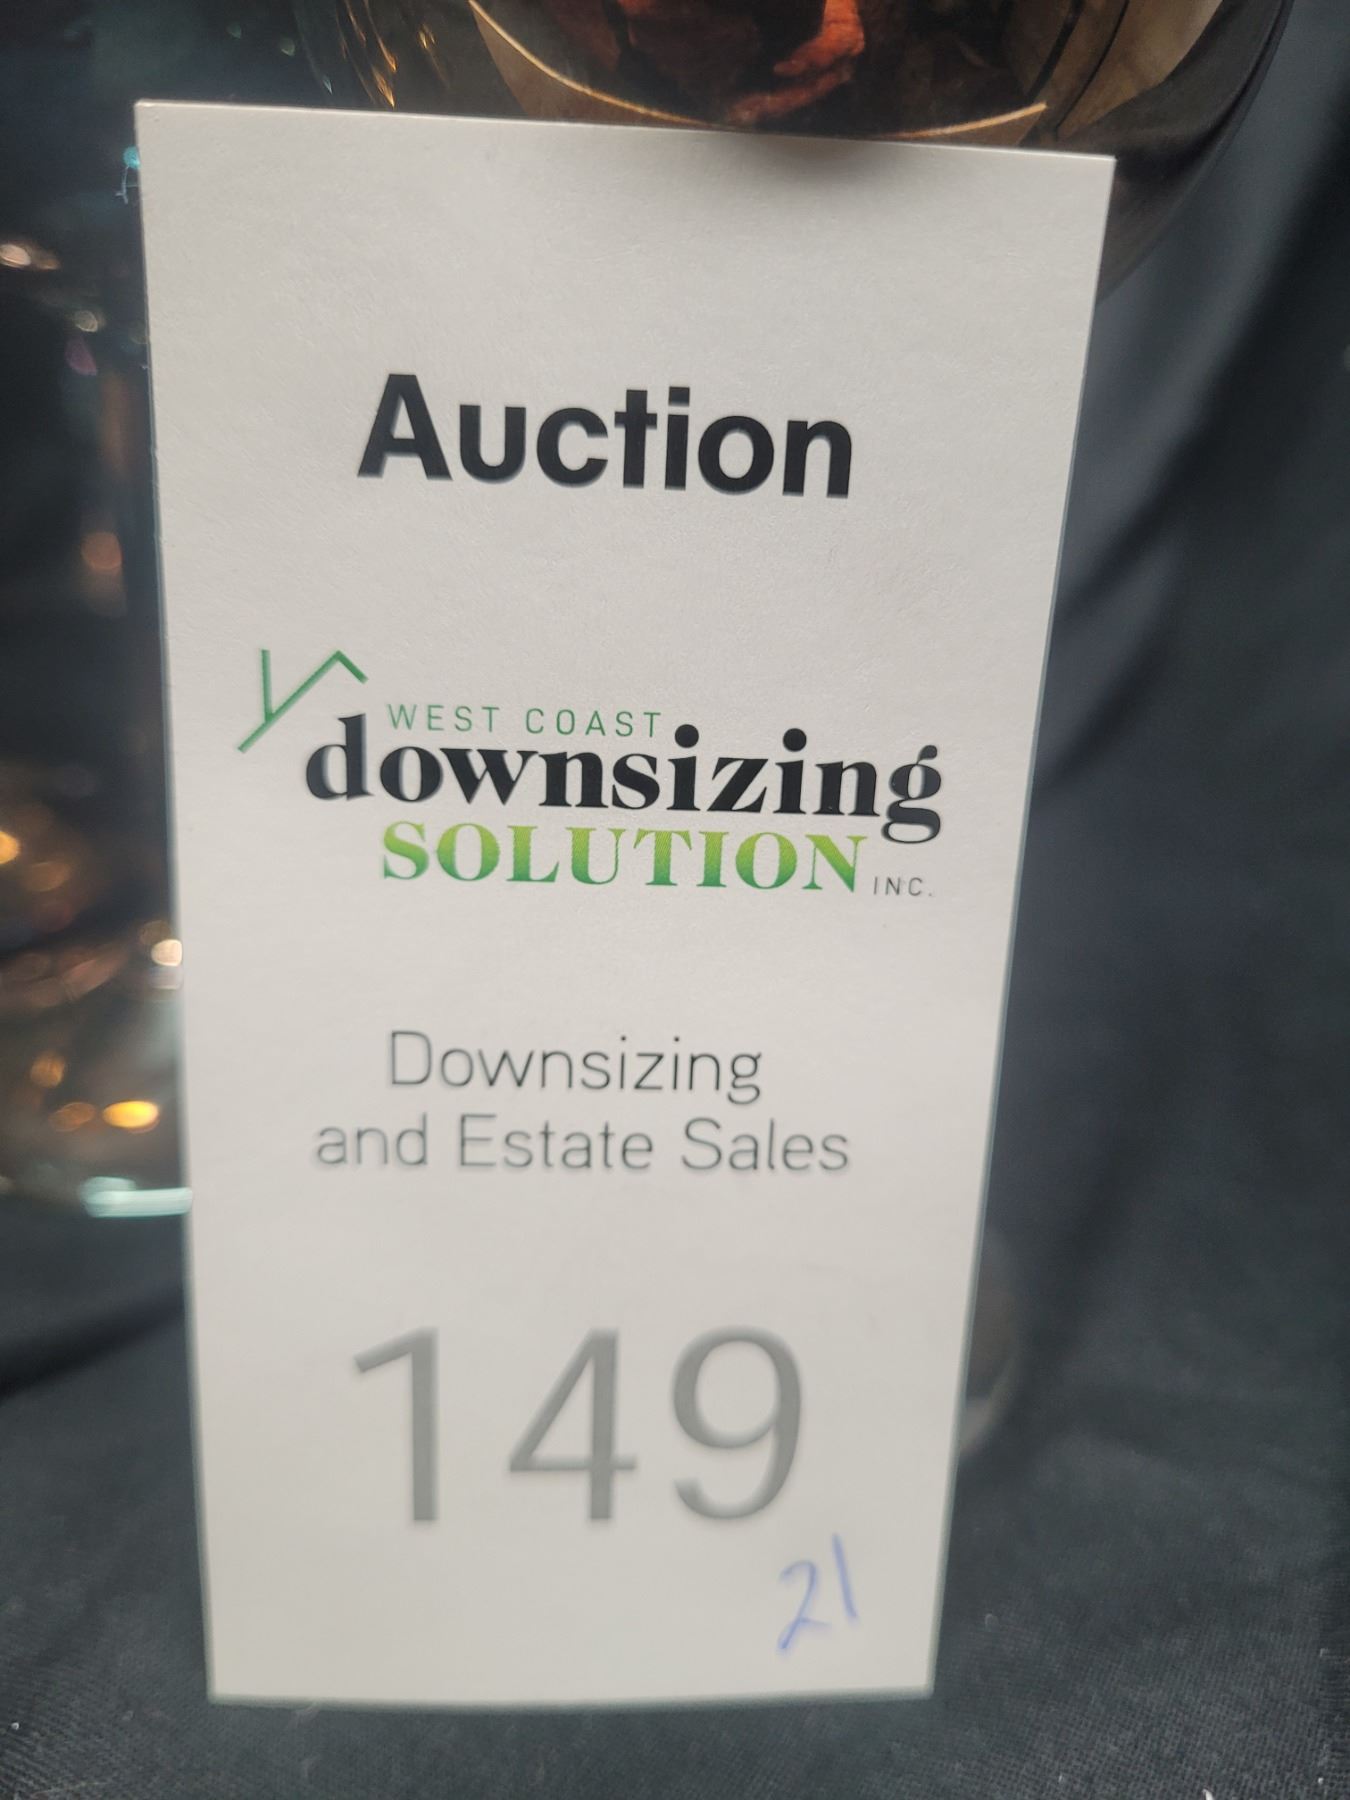 Auction
WEST COAST
downsizing
SOLUTION INC.
Downsizing
and Estate Sales
149
21